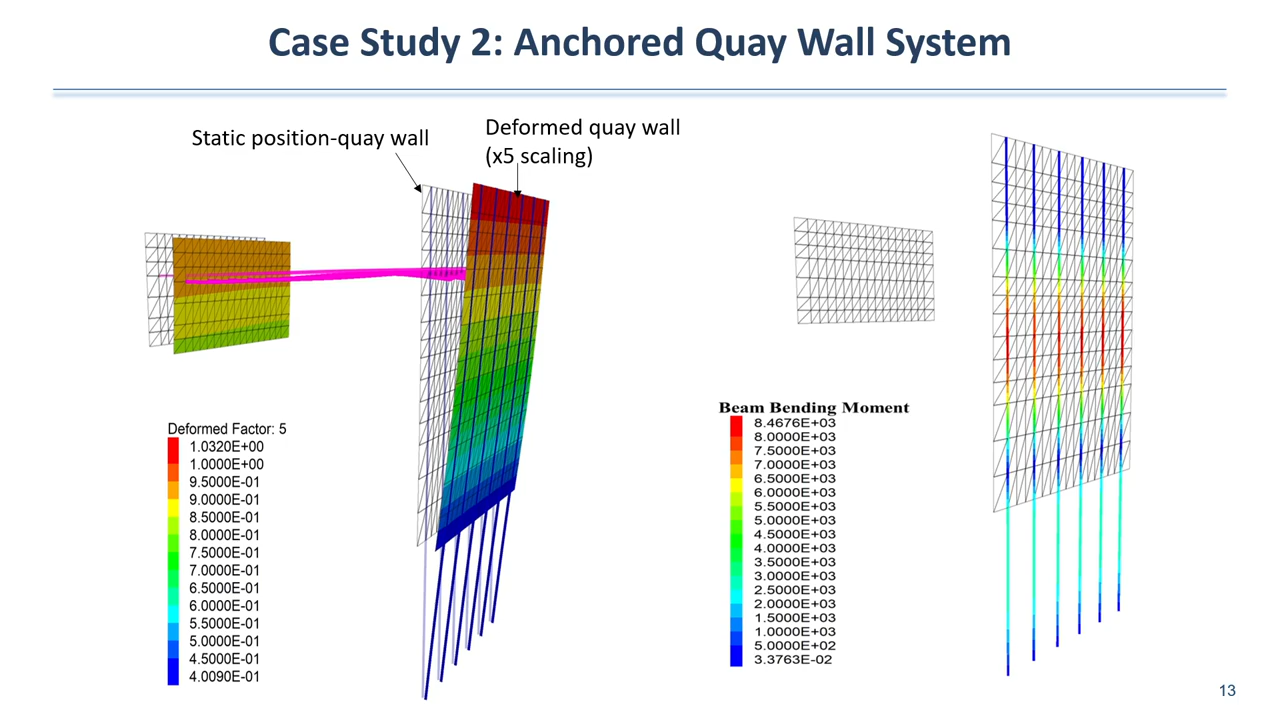 Case Study 2: Anchored Quay Wall System
Static position-quay wall
Deformed quay wall
(x5 scaling)
Deformed Factor: 5
1.0320E+00
1.0000E+00
9.5000E-01
9.0000E-01
8.5000E-01
8.0000E-01
7.5000E-01
7.0000E-01
6.5000E-01
6.0000E-01
5.5000E-01
5.0000E-01
4.5000E-01
4.0090E-01
Beam Bending Moment
8.4676E+03
8.0000E+03
7.5000E+03
7.0000E+03
6.5000E+03
6.0000E+03
5.5000E+03
5.0000E+03
4.5000E+03
4.0000E+03
3.5000E+03
3.0000E+03
2.5000E+03
2.0000E+03
1.5000E+03
1.0000E+03
5.0000E+02
3.3763E-02
13